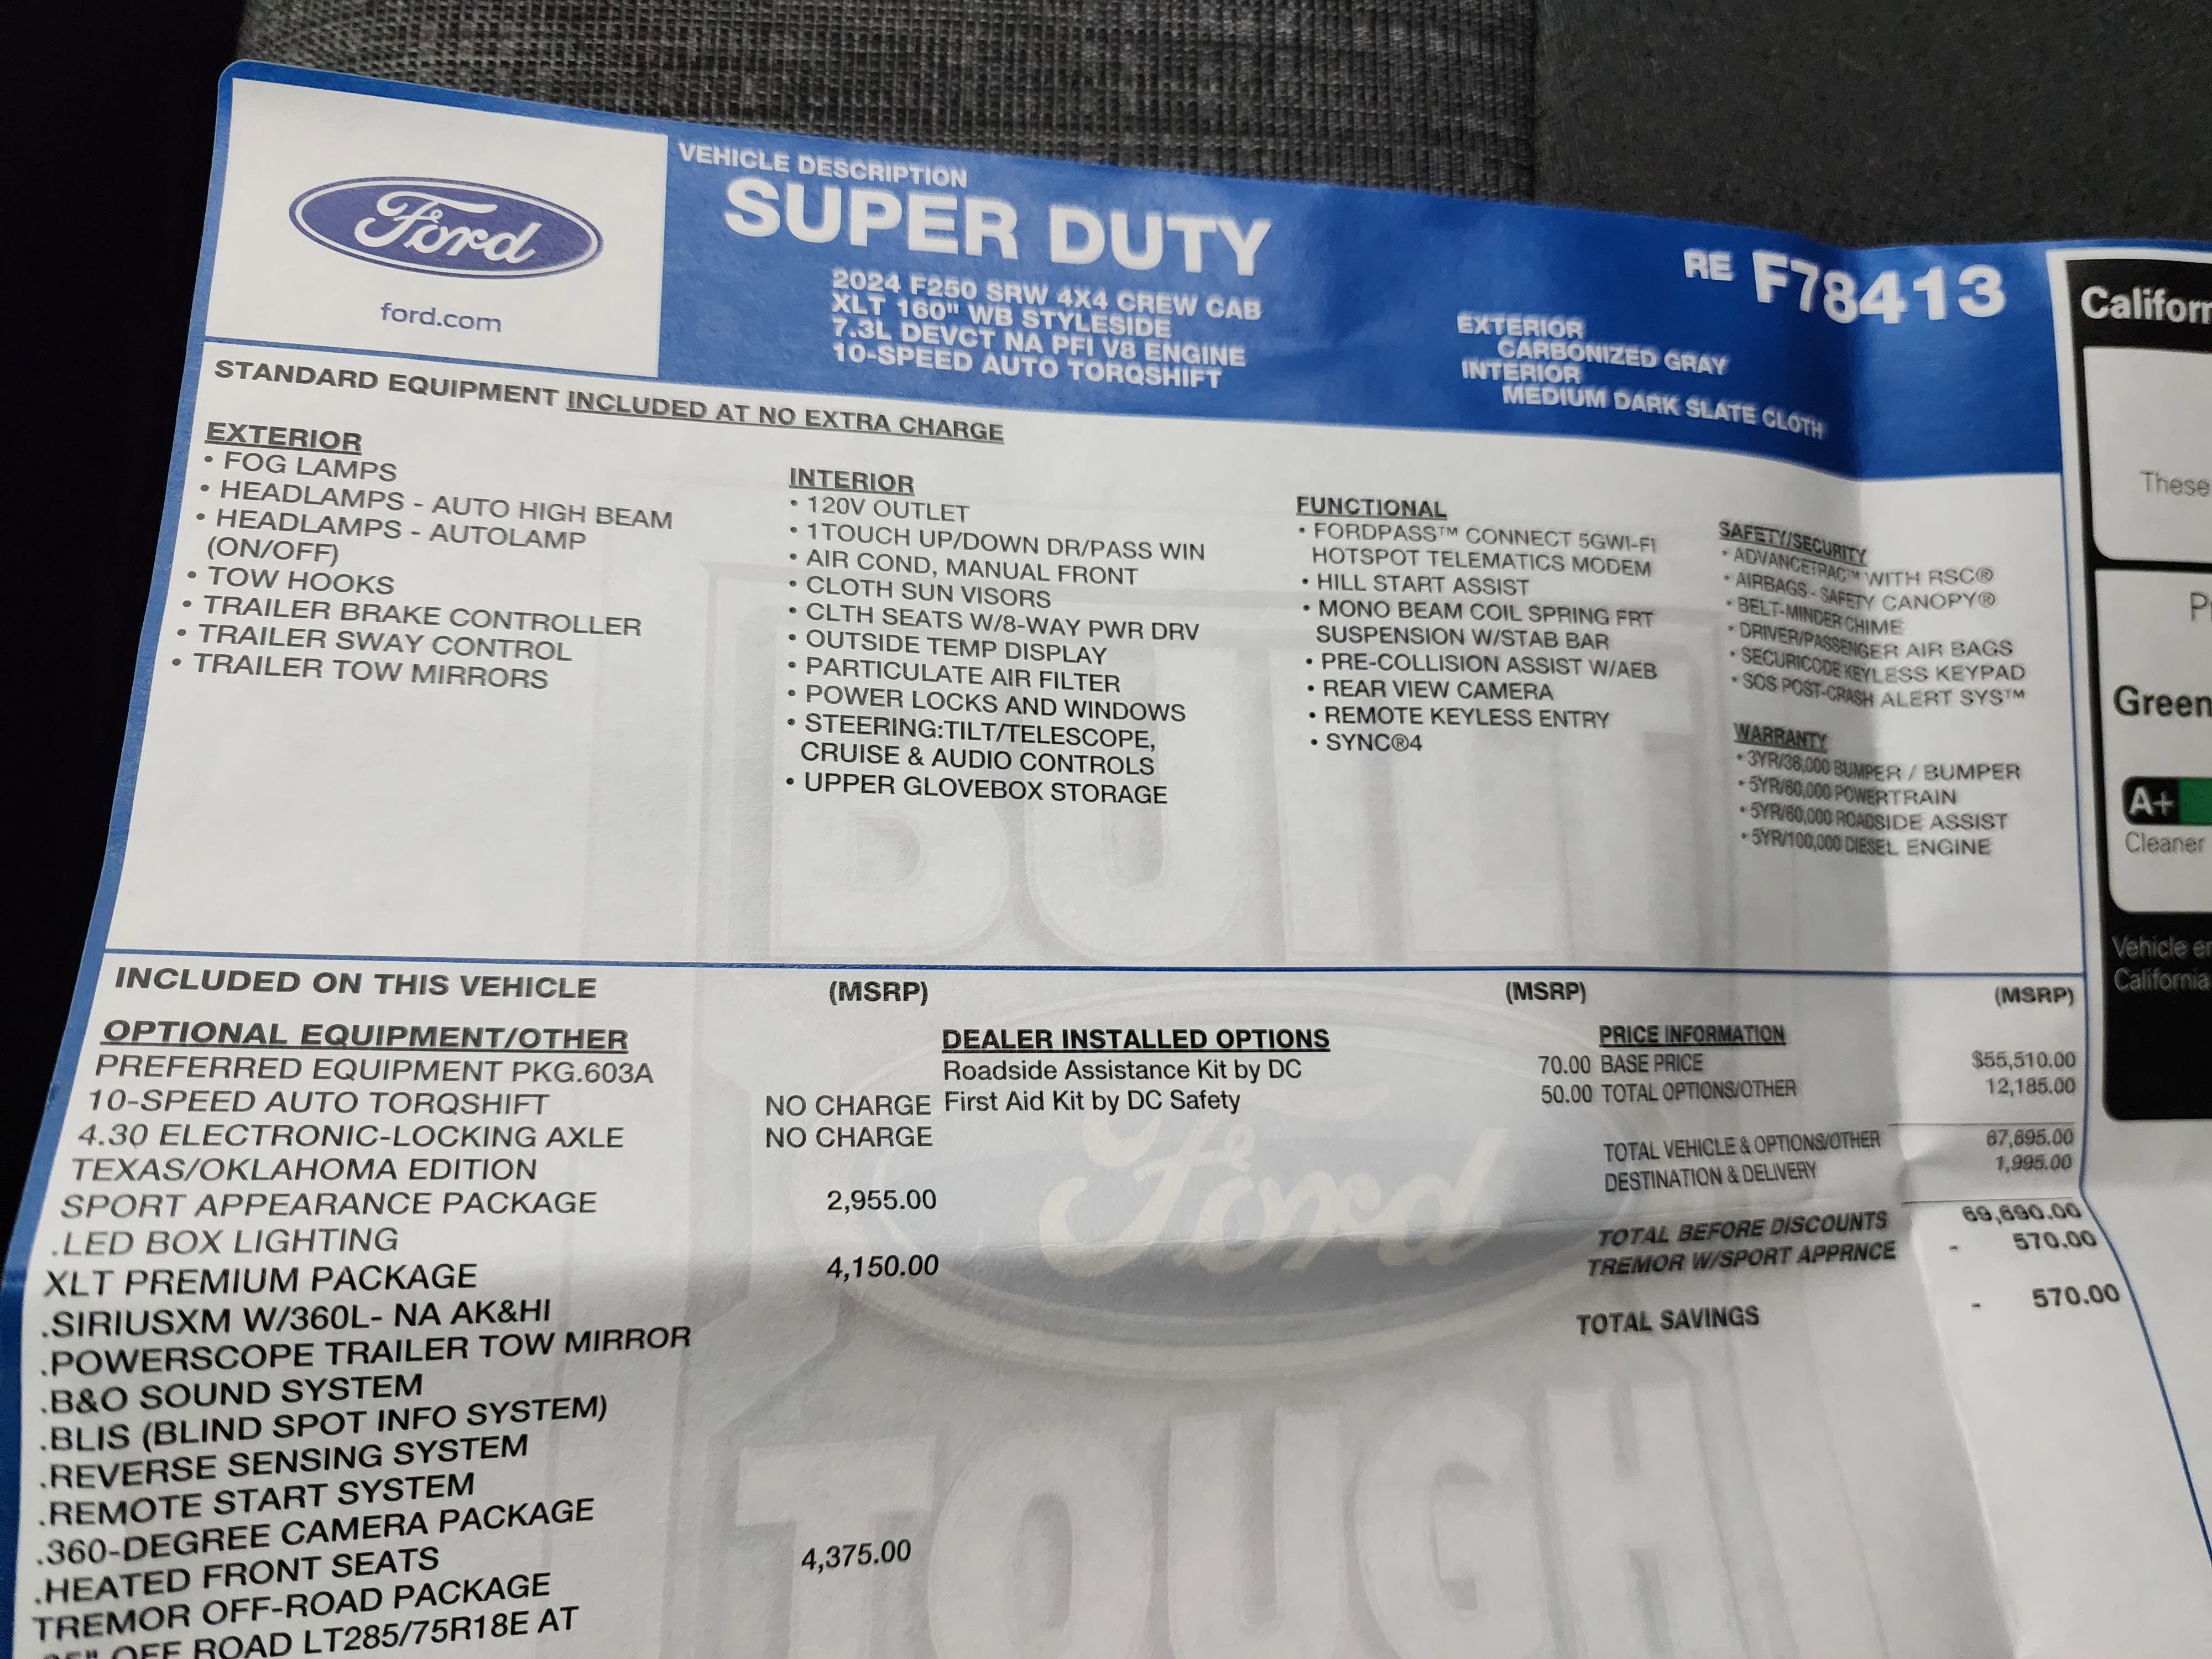 Ford
ford.com
VEHICLE DESCRIPTION
SUPER DUTY
2024 F250 SRW 4X4 CREW CAB
XLT 160" WB STYLESIDE
7.3L DEVCT NA PFI V8 ENGINE
10-SPEED AUTO TORQSHIFT
RE F78413
EXTERIOR
CARBONIZED GRAY
INTERIOR
MEDIUM DARK SLATE CLOTH
STANDARD EQUIPMENT INCLUDED AT NO EXTRA CHARGE
EXTERIOR
• FOG LAMPS
• HEADLAMPS - AUTO HIGH BEAM
• HEADLAMPS - AUTOLAMP
(ON/OFF)
• TOW HOOKS
• TRAILER BRAKE CONTROLLER
• TRAILER SWAY CONTROL
• TRAILER TOW MIRRORS
INTERIOR
• 120V OUTLET
• 1TOUCH UP/DOWN DR/PASS WIN
• AIR COND, MANUAL FRONT
• CLOTH SUN VISORS
• CLTH SEATS W/8-WAY PWR DRV
• OUTSIDE TEMP DISPLAY
• PARTICULATE AIR FILTER
• POWER LOCKS AND WINDOWS
• STEERING:TILT/TELESCOPE,
CRUISE & AUDIO CONTROLS
• UPPER GLOVEBOX STORAGE
FUNCTIONAL
• FORDPASS™ CONNECT 5GWI-FI
HOTSPOT TELEMATICS MODEM
• HILL START ASSIST
• MONO BEAM COIL SPRING FRT
SUSPENSION W/STAB BAR
• PRE-COLLISION ASSIST W/AEB
• REAR VIEW CAMERA
• REMOTE KEYLESS ENTRY
• SYNC®4
SAFETY/SECURITY
• ADVANCETRAC™ WITH RSC®
• AIRBAGS - SAFETY CANOPY®
• BELT-MINDER CHIME
• DRIVER/PASSENGER AIR BAGS
• SECURICODE KEYLESS KEYPAD
• SOS POST-CRASH ALERT SYS™
WARRANTY
• 3YR/36,000 BUMPER / BUMPER
• 5YR/60,000 POWERTRAIN
• 5YR/60,000 ROADSIDE ASSIST
• 5YR/100,000 DIESEL ENGINE
INCLUDED ON THIS VEHICLE (MSRP) (MSRP) (MSRP)
OPTIONAL EQUIPMENT/OTHER
PREFERRED EQUIPMENT PKG.603A
10-SPEED AUTO TORQSHIFT NO CHARGE
4.30 ELECTRONIC-LOCKING AXLE NO CHARGE
TEXAS/OKLAHOMA EDITION
SPORT APPEARANCE PACKAGE 2,955.00
.LED BOX LIGHTING
XLT PREMIUM PACKAGE 4,150.00
.SIRIUSXM W/360L- NA AK&HI
.POWERSCOPE TRAILER TOW MIRROR
.B&O SOUND SYSTEM
.BLIS (BLIND SPOT INFO SYSTEM)
.REVERSE SENSING SYSTEM
.REMOTE START SYSTEM
.360-DEGREE CAMERA PACKAGE
.HEATED FRONT SEATS
TREMOR OFF-ROAD PACKAGE 4,375.00
OFF ROAD LT285/75R18E AT
DEALER INSTALLED OPTIONS
Roadside Assistance Kit by DC 70.00
First Aid Kit by DC Safety 50.00
PRICE INFORMATION
BASE PRICE $55,510.00
TOTAL OPTIONS/OTHER 12,185.00
TOTAL VEHICLE & OPTIONS/OTHER 67,695.00
DESTINATION & DELIVERY 1,995.00
TOTAL BEFORE DISCOUNTS 69,690.00
TREMOR W/SPORT APPRNCE - 570.00
TOTAL SAVINGS - 570.00
BUILT
Ford
TOUGH
Californ
These
Green
A+
Cleaner
Vehicle
California